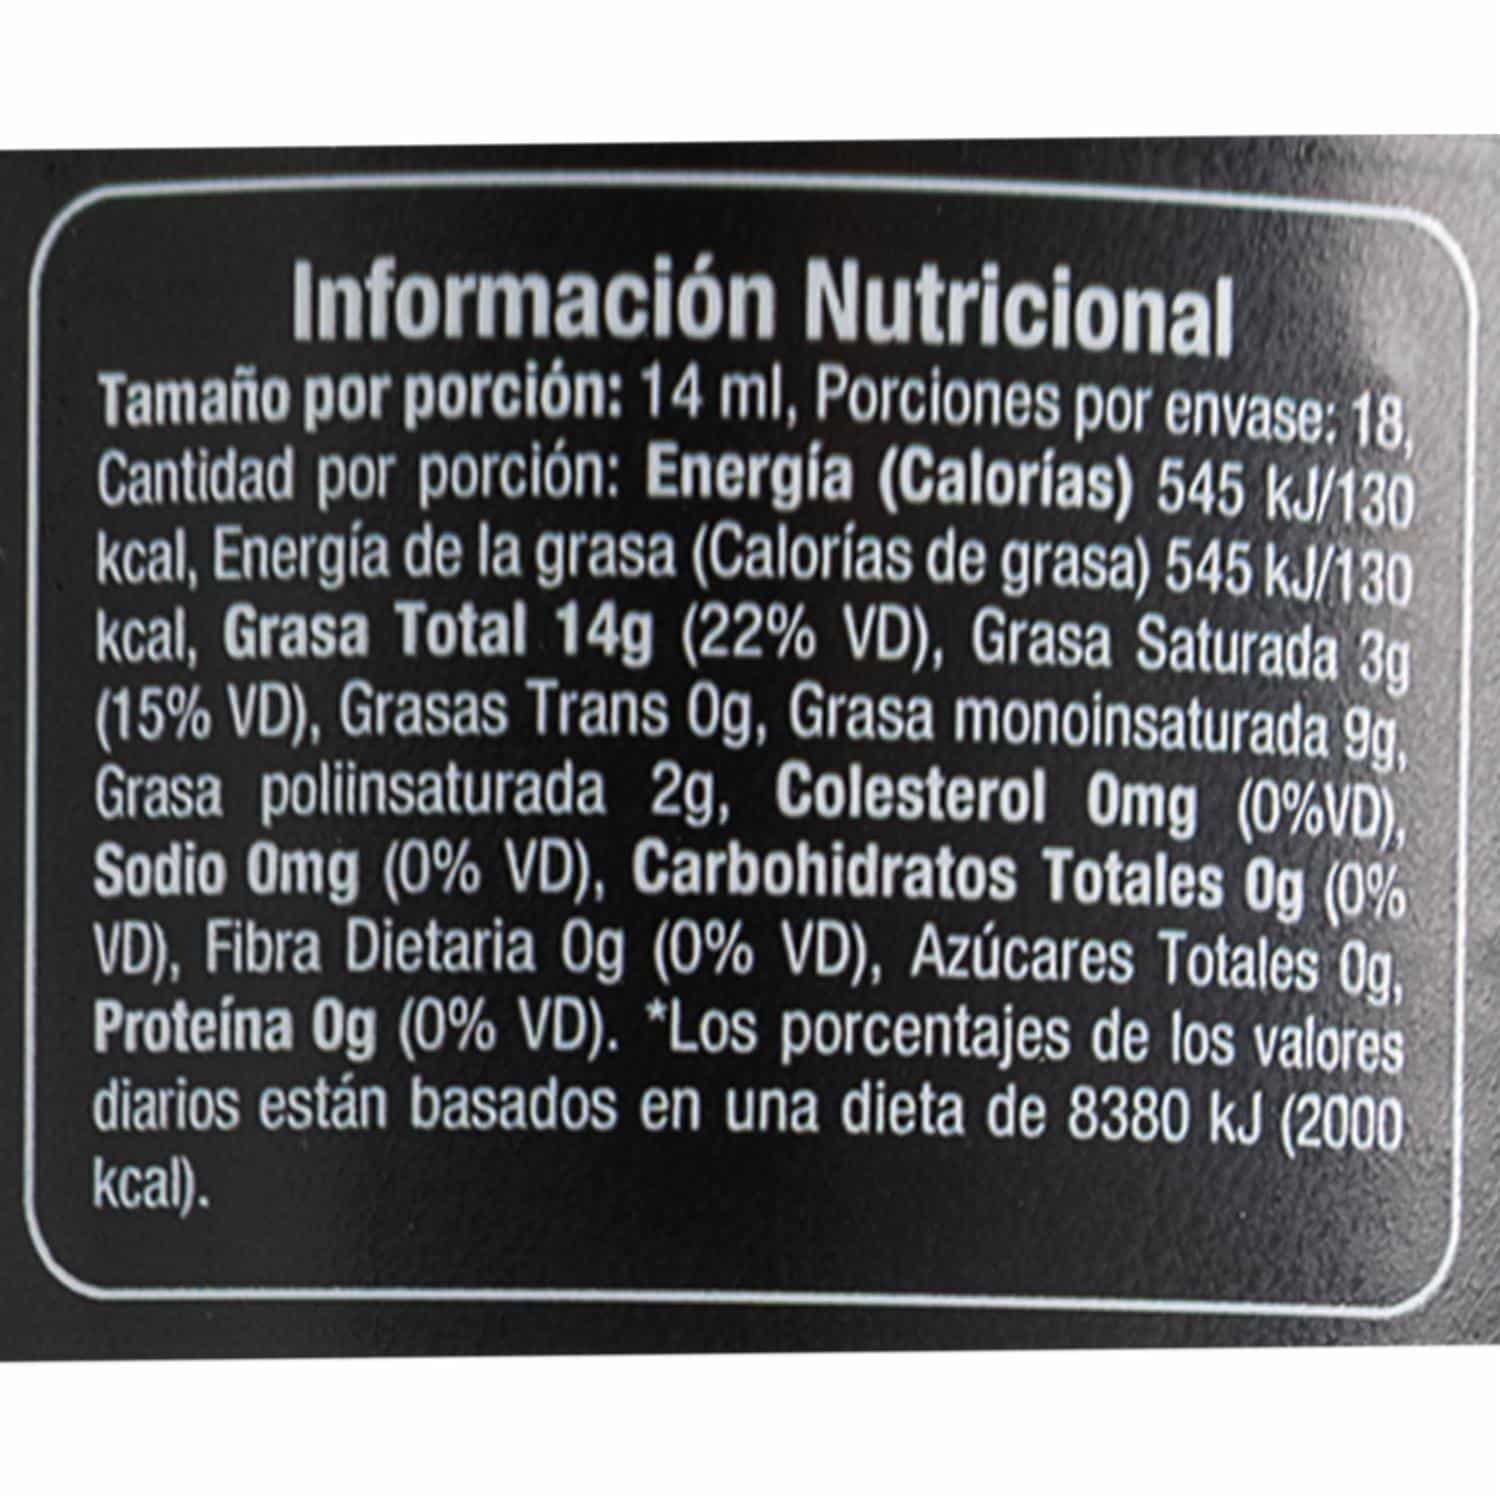 Información Nutricional
Tamaño por porción: 14 ml, Porciones por envase: 18,
Cantidad por porción: Energía (Calorías) 545 kJ/130
kcal, Energía de la grasa (Calorías de grasa) 545 kJ/130
kcal, Grasa Total 14g (22% VD), Grasa Saturada 3g
(15% VD), Grasas Trans 0g, Grasa monoinsaturada 9g,
Grasa poliinsaturada 2g, Colesterol 0mg (0%VD),
Sodio 0mg (0% VD), Carbohidratos Totales 0g (0%
VD), Fibra Dietaria 0g (0% VD), Azúcares Totales 0g,
Proteína 0g (0% VD). *Los porcentajes de los valores
diarios están basados en una dieta de 8380 kJ (2000
kcal).